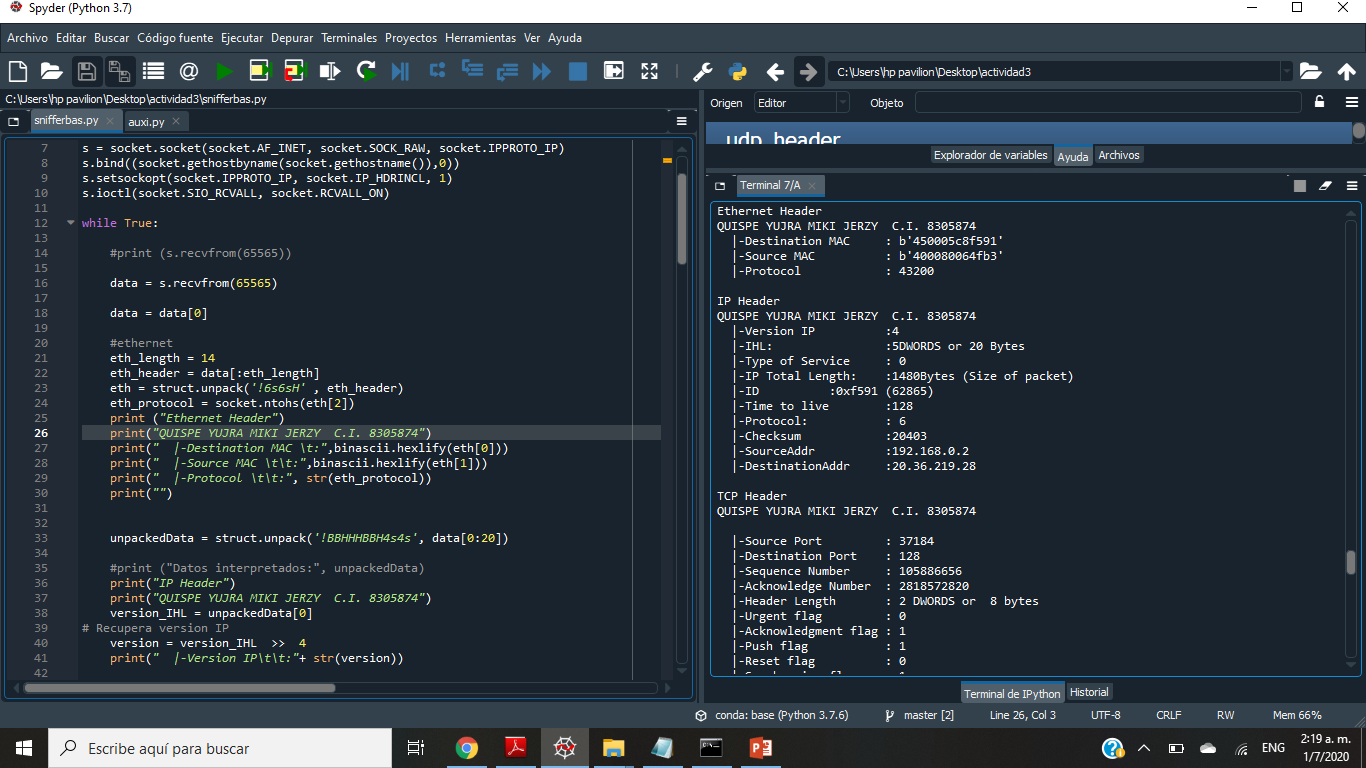 Spyder (Python 3.7)
Archivo Editar Buscar Código fuente Ejecutar Depurar Terminales Proyectos Herramientas Ver Ayuda
C:\Users\hp pavilion\Desktop\actividad3
C:\Users\hp pavilion\Desktop\actividad3\snifferbas.py
snifferbas.py
auxi.py
7 s = socket.socket(socket.AF_INET, socket.SOCK_RAW, socket.IPPROTO_IP)
8 s.bind((socket.gethostbyname(socket.gethostname()),0))
9 s.setsockopt(socket.IPPROTO_IP, socket.IP_HDRINCL, 1)
10 s.ioctl(socket.SIO_RCVALL, socket.RCVALL_ON)
11
12 while True:
13
14 #print (s.recvfrom(65565))
15
16 data = s.recvfrom(65565)
17
18 data = data[0]
19
20 #ethernet
21 eth_length = 14
22 eth_header = data[:eth_length]
23 eth = struct.unpack('!6s6sH' , eth_header)
24 eth_protocol = socket.ntohs(eth[2])
25 print ("Ethernet Header")
26 print("QUISPE YUJRA MIKI JERZY  C.I. 8305874")
27 print("  |-Destination MAC \t:",binascii.hexlify(eth[0]))
28 print("  |-Source MAC \t\t:",binascii.hexlify(eth[1]))
29 print("  |-Protocol \t\t:", str(eth_protocol))
30 print("")
31
32
33 unpackedData = struct.unpack('!BBHHHBBH4s4s', data[0:20])
34
35 #print ("Datos interpretados:", unpackedData)
36 print("IP Header")
37 print("QUISPE YUJRA MIKI JERZY  C.I. 8305874")
38 version_IHL = unpackedData[0]
39 # Recupera version IP
40 version = version_IHL  >>  4
41 print("  |-Version IP\t\t:"+ str(version))
42
Origen
Editor
Objeto
udp_header
Explorador de variables
Ayuda
Archivos
Terminal 7/A
Ethernet Header
QUISPE YUJRA MIKI JERZY  C.I. 8305874
|-Destination MAC : b'450005c8f591'
|-Source MAC : b'400080064fb3'
|-Protocol : 43200
IP Header
QUISPE YUJRA MIKI JERZY  C.I. 8305874
|-Version IP :4
|-IHL: :5DWORDS or 20 Bytes
|-Type of Service : 0
|-IP Total Length: :1480Bytes (Size of packet)
|-ID :0xf591 (62865)
|-Time to live :128
|-Protocol: : 6
|-Checksum :20403
|-SourceAddr :192.168.0.2
|-DestinationAddr :20.36.219.28
TCP Header
QUISPE YUJRA MIKI JERZY  C.I. 8305874
|-Source Port : 37184
|-Destination Port : 128
|-Sequence Number : 105886656
|-Acknowledge Number : 2818572820
|-Header Length : 2 DWORDS or  8 bytes
|-Urgent flag : 0
|-Acknowledgment flag : 1
|-Push flag : 1
|-Reset flag : 0
Terminal de IPython
Historial
conda: base (Python 3.7.6) master [2] Line 26, Col 3 UTF-8 CRLF RW Mem 66%
Escribe aquí para buscar
ENG
2:19 a. m.
1/7/2020